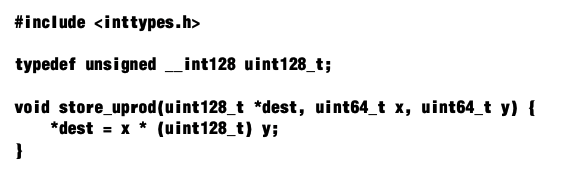 #include <inttypes.h>
typedef unsigned __int128 uint128_t;
void store_uprod(uint128_t *dest, uint64_t x, uint64_t y) {
    *dest = x * (uint128_t) y;
}